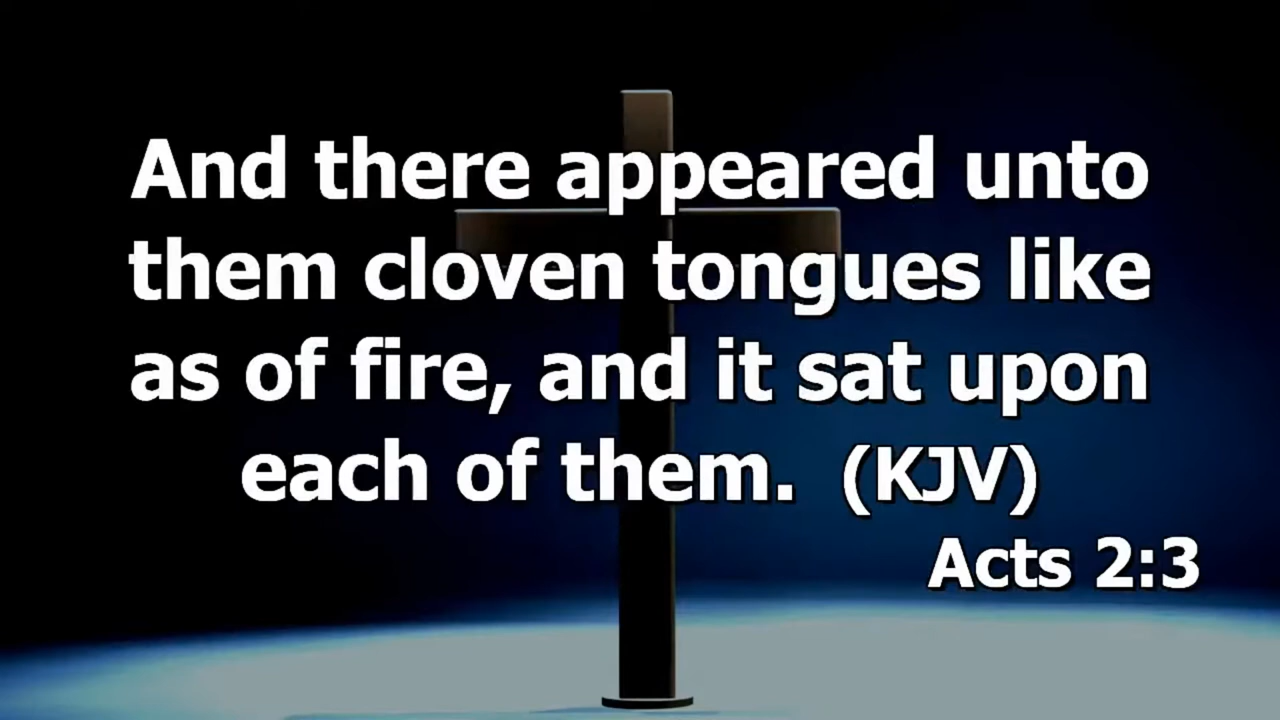 And there appeared unto
them cloven tongues like
as of fire, and it sat upon
each of them. (KJV)
Acts 2:3